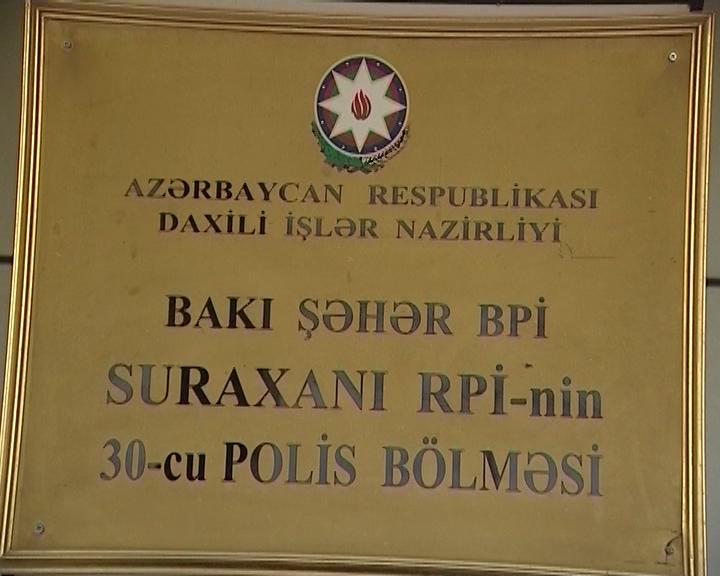 AZƏRBAYCAN RESPUBLİKASI
DAXİLİ İŞLƏR NAZİRLİYİ
BAKI ŞƏHƏR BPİ
SURAXANI RPİ-nin
30-cu POLİS BÖLMƏSİ